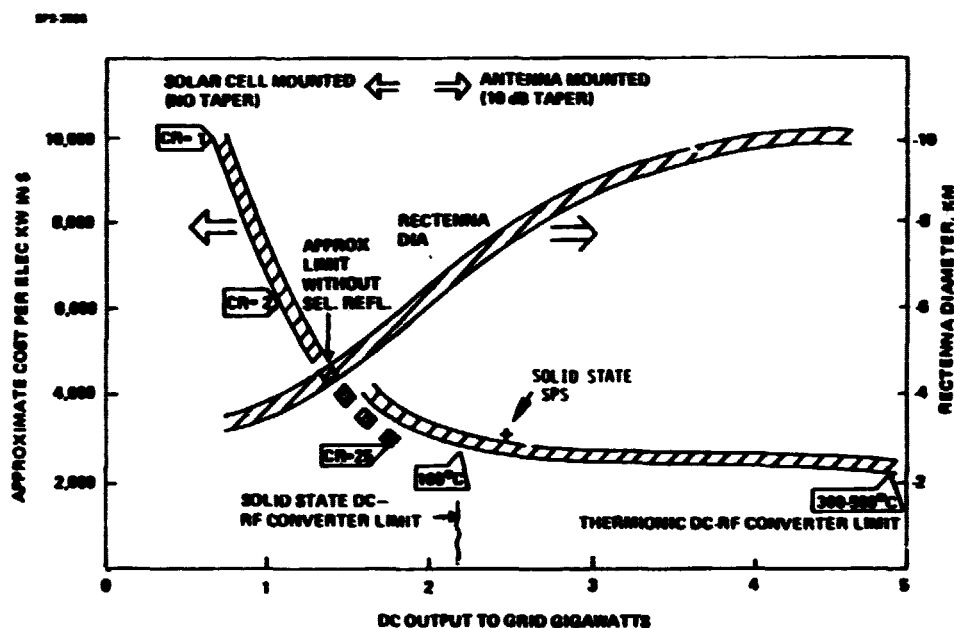 SOLAR CELL MOUNTED
(NO TAPER)
ANTENNA MOUNTED
(10 dB TAPER)
APPROXIMATE COST PER ELEC KW IN $
10,000
8,000
6,000
4,000
2,000
CR= 1
CR= 2
APPROX
LIMIT
WITHOUT
SEL. REFL.
RECTENNA
DIA
CR=25
SOLID STATE
SPS
100°C
SOLID STATE DC-
RF CONVERTER LIMIT
300-500°C
THERMIONIC DC-RF CONVERTER LIMIT
10
8
6
4
2
RECTENNA DIAMETER, KM
0
1
2
3
4
5
DC OUTPUT TO GRID GIGAWATTS